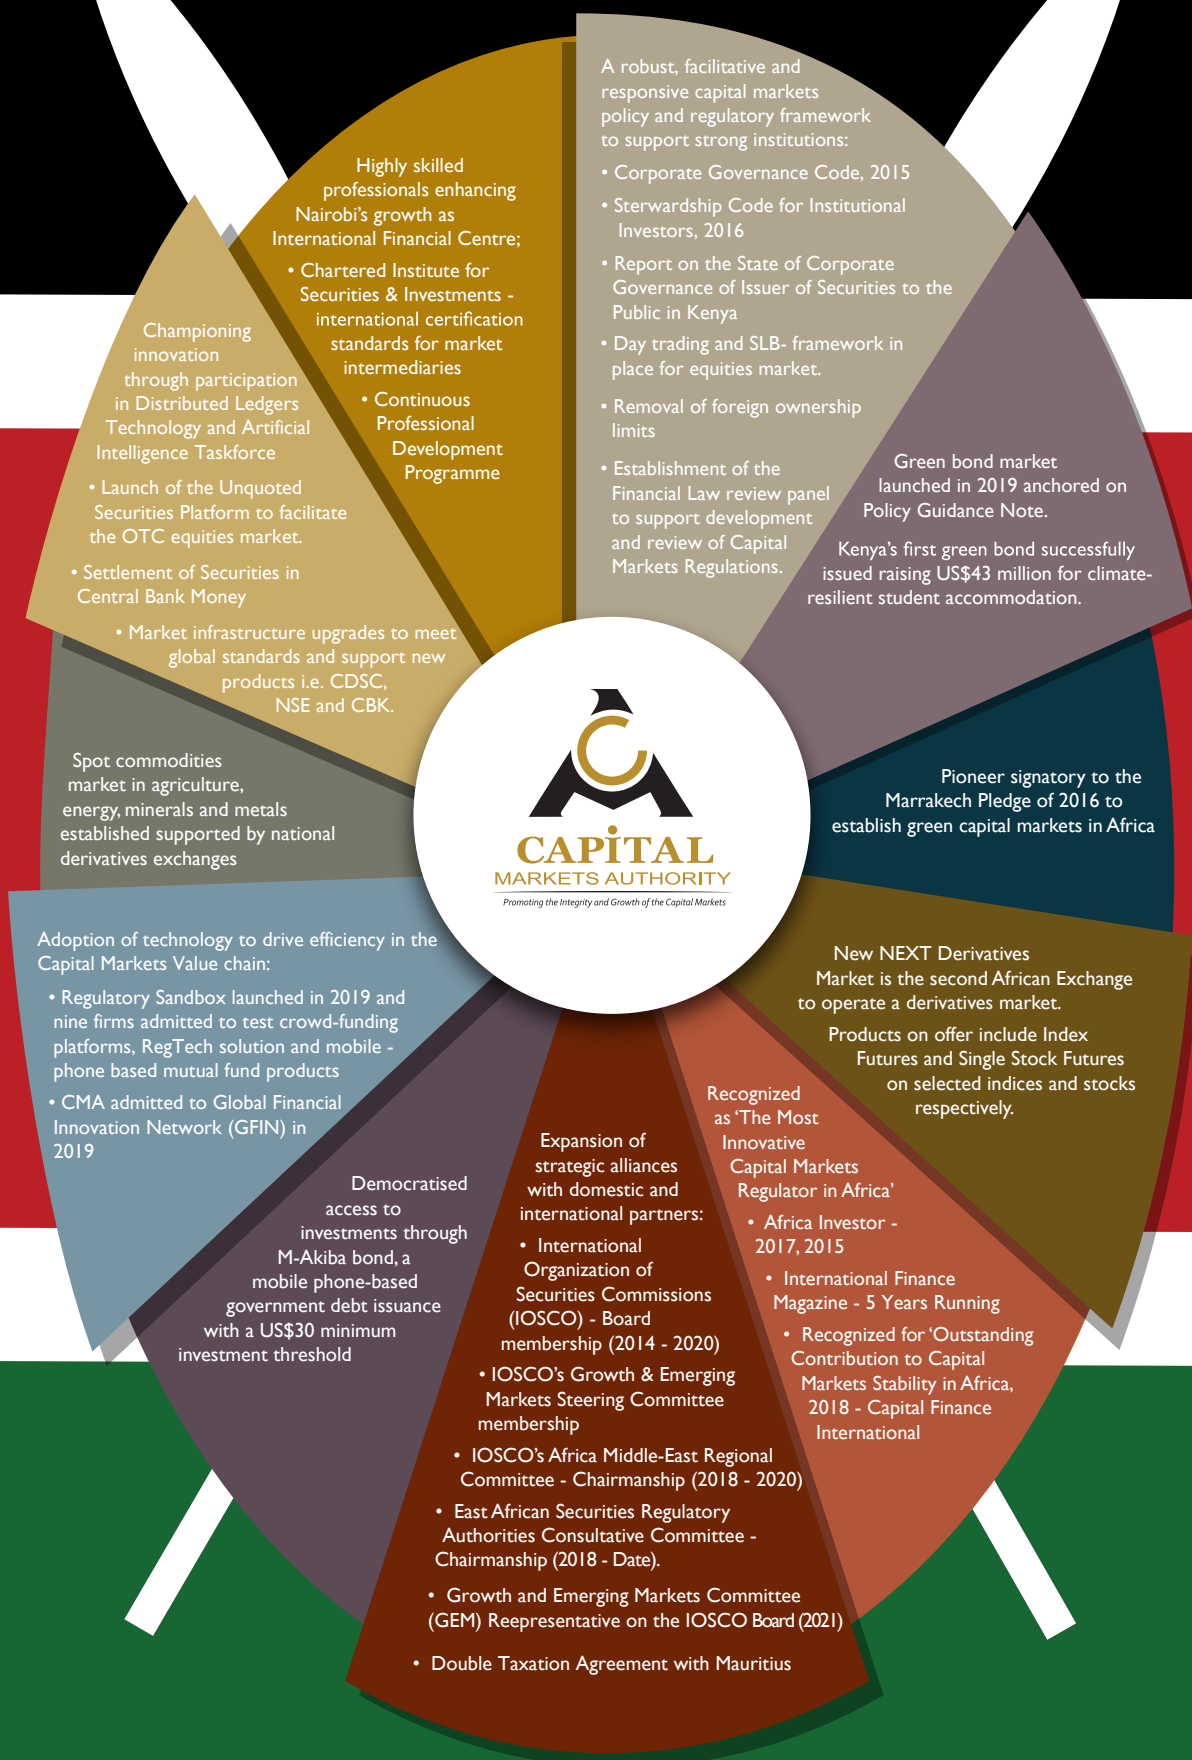 A robust, facilitative and
responsive capital markets
policy and regulatory framework
to support strong institutions:
• Corporate Governance Code, 2015
• Sterwardship Code for Institutional
Investors, 2016
• Report on the State of Corporate
Governance of Issuer of Securities to the
Public in Kenya
• Day trading and SLB- framework in
place for equities market.
• Removal of foreign ownership
limits
• Establishment of the
Financial Law review panel
to support development
and review of Capital
Markets Regulations.
Green bond market
launched in 2019 anchored on
Policy Guidance Note.
Kenya's first green bond successfully
issued raising US$43 million for climate-
resilient student accommodation.
Pioneer signatory to the
Marrakech Pledge of 2016 to
establish green capital markets in Africa
New NEXT Derivatives
Market is the second African Exchange
to operate a derivatives market.
Products on offer include Index
Futures and Single Stock Futures
on selected indices and stocks
respectively.
Recognized
as 'The Most
Innovative
Capital Markets
Regulator in Africa'
• Africa Investor -
2017, 2015
• International Finance
Magazine - 5 Years Running
• Recognized for 'Outstanding
Contribution to Capital
Markets Stability in Africa,
2018 - Capital Finance
International
Expansion of
strategic alliances
with domestic and
international partners:
• International
Organization of
Securities Commissions
(IOSCO) - Board
membership (2014 - 2020)
• IOSCO's Growth & Emerging
Markets Steering Committee
membership
• IOSCO's Africa Middle-East Regional
Committee - Chairmanship (2018 - 2020)
• East African Securities Regulatory
Authorities Consultative Committee -
Chairmanship (2018 - Date).
• Growth and Emerging Markets Committee
(GEM) Reepresentative on the IOSCO Board (2021)
• Double Taxation Agreement with Mauritius
Democratised
access to
investments through
M-Akiba bond, a
mobile phone-based
government debt issuance
with a US$30 minimum
investment threshold
Adoption of technology to drive efficiency in the
Capital Markets Value chain:
• Regulatory Sandbox launched in 2019 and
nine firms admitted to test crowd-funding
platforms, RegTech solution and mobile -
phone based mutual fund products
• CMA admitted to Global Financial
Innovation Network (GFIN) in
2019
Spot commodities
market in agriculture,
energy, minerals and metals
established supported by national
derivatives exchanges
Championing
innovation
through participation
in Distributed Ledgers
Technology and Artificial
Intelligence Taskforce
• Launch of the Unquoted
Securities Platform to facilitate
the OTC equities market.
• Settlement of Securities in
Central Bank Money
• Market infrastructure upgrades to meet
global standards and support new
products i.e. CDSC,
NSE and CBK.
Highly skilled
professionals enhancing
Nairobi's growth as
International Financial Centre;
• Chartered Institute for
Securities & Investments -
international certification
standards for market
intermediaries
• Continuous
Professional
Development
Programme
CAPITAL
MARKETS AUTHORITY
Promoting the Integrity and Growth of the Capital Markets